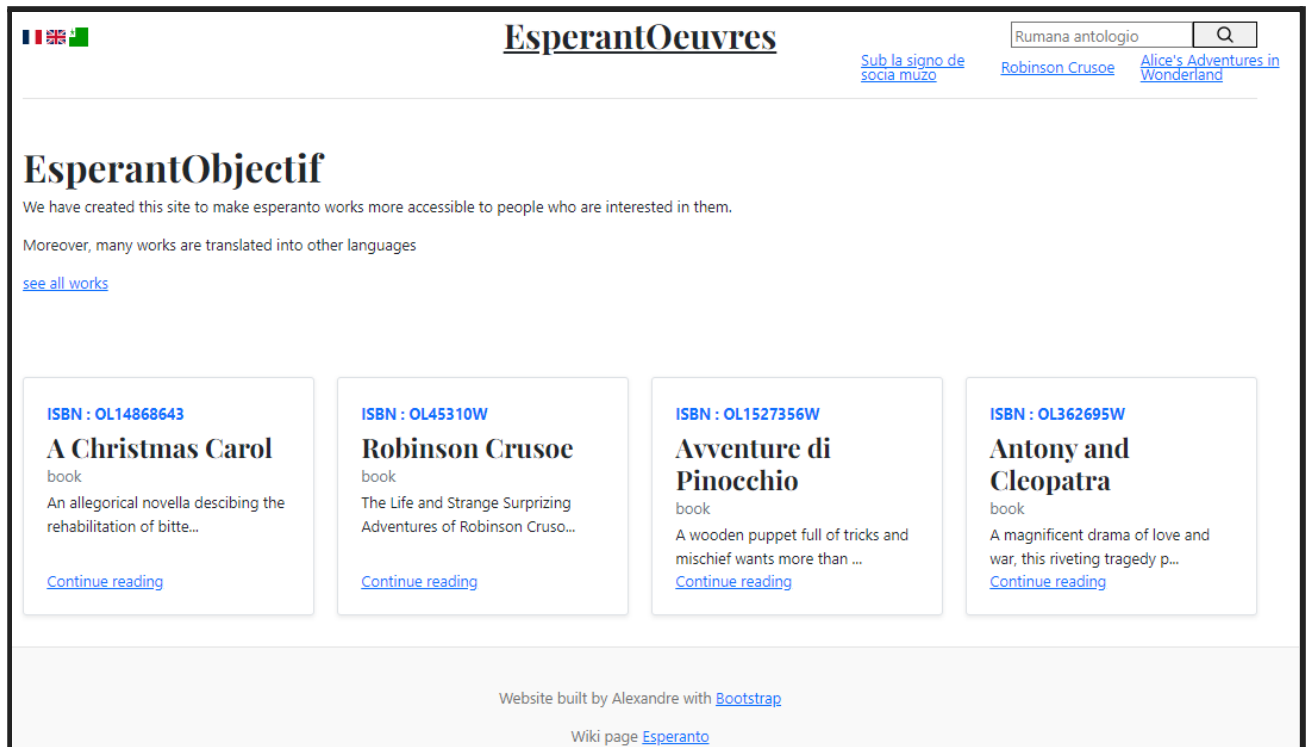 EsperantOeuvres
Rumana antologio
Sub la signo de
socia muzo
Robinson Crusoe
Alice's Adventures in
Wonderland
EsperantObjectif
We have created this site to make esperanto works more accessible to people who are interested in them.
Moreover, many works are translated into other languages
see all works
ISBN : OL14868643
A Christmas Carol
book
An allegorical novella descibing the
rehabilitation of bitte...
Continue reading
ISBN : OL45310W
Robinson Crusoe
book
The Life and Strange Surprizing
Adventures of Robinson Cruso...
Continue reading
ISBN : OL1527356W
Avventure di
Pinocchio
book
A wooden puppet full of tricks and
mischief wants more than ...
Continue reading
ISBN : OL362695W
Antony and
Cleopatra
book
A magnificent drama of love and
war, this riveting tragedy p...
Continue reading
Website built by Alexandre with Bootstrap
Wiki page Esperanto